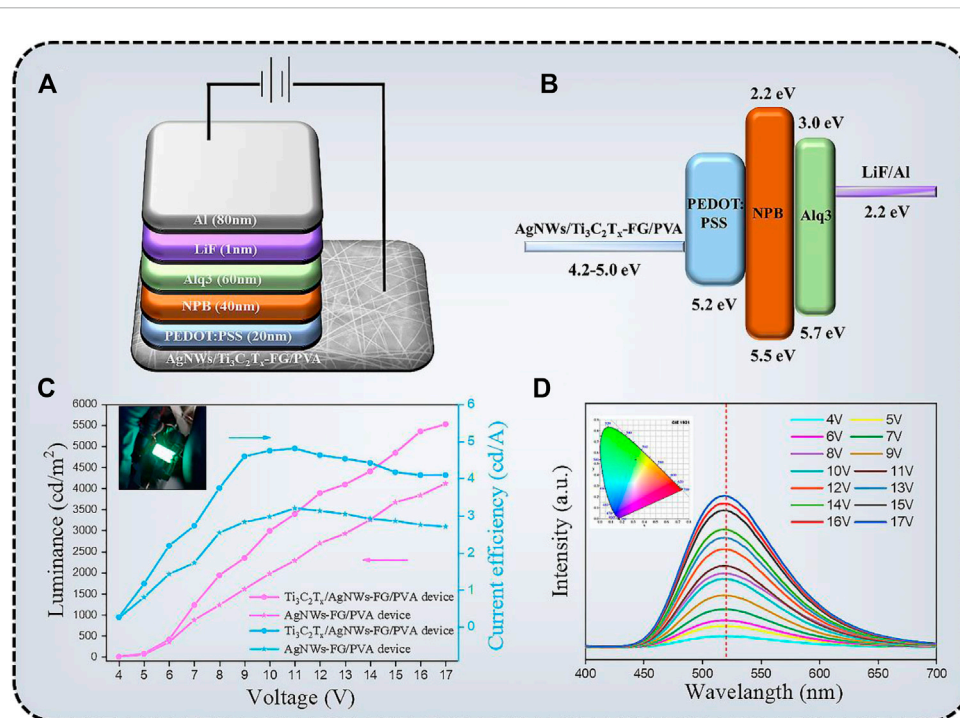 A
Al (80nm)
LiF (1nm)
Alq3 (60nm)
NPB (40nm)
PEDOT:PSS (20nm)
AgNWs/Ti₃C₂Tₓ-FG/PVA
B
2.2 eV
3.0 eV
LiF/Al
PEDOT:
PSS
NPB
Alq3
2.2 eV
AgNWs/Ti₃C₂Tₓ-FG/PVA
4.2-5.0 eV
5.2 eV
5.7 eV
5.5 eV
C
6000
5500
5000
4500
4000
3500
3000
2500
2000
1500
1000
500
0
Luminance (cd/m²)
6
5
4
3
2
1
0
Current efficiency (cd/A)
Ti₃C₂Tₓ/AgNWs-FG/PVA device
AgNWs-FG/PVA device
Ti₃C₂Tₓ/AgNWs-FG/PVA device
AgNWs-FG/PVA device
4 5 6 7 8 9 10 11 12 13 14 15 16 17
Voltage (V)
D
4V 5V
6V 7V
8V 9V
10V 11V
12V 13V
14V 15V
16V 17V
Intensity (a.u.)
400 450 500 550 600 650 700
Wavelangth (nm)